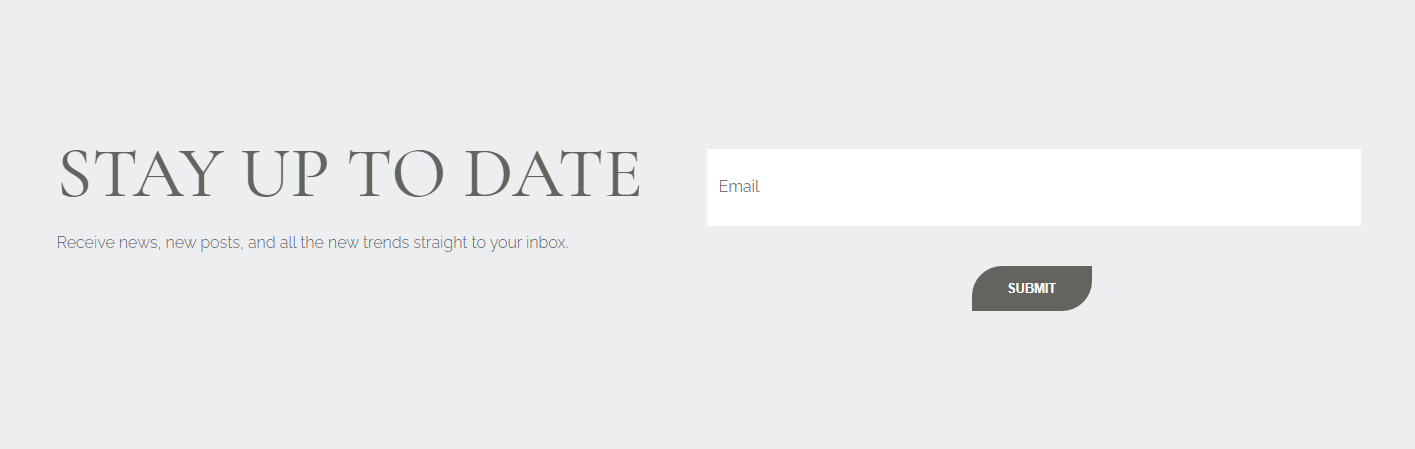 STAY UP TO DATE
Receive news, new posts, and all the new trends straight to your inbox.
Email
SUBMIT